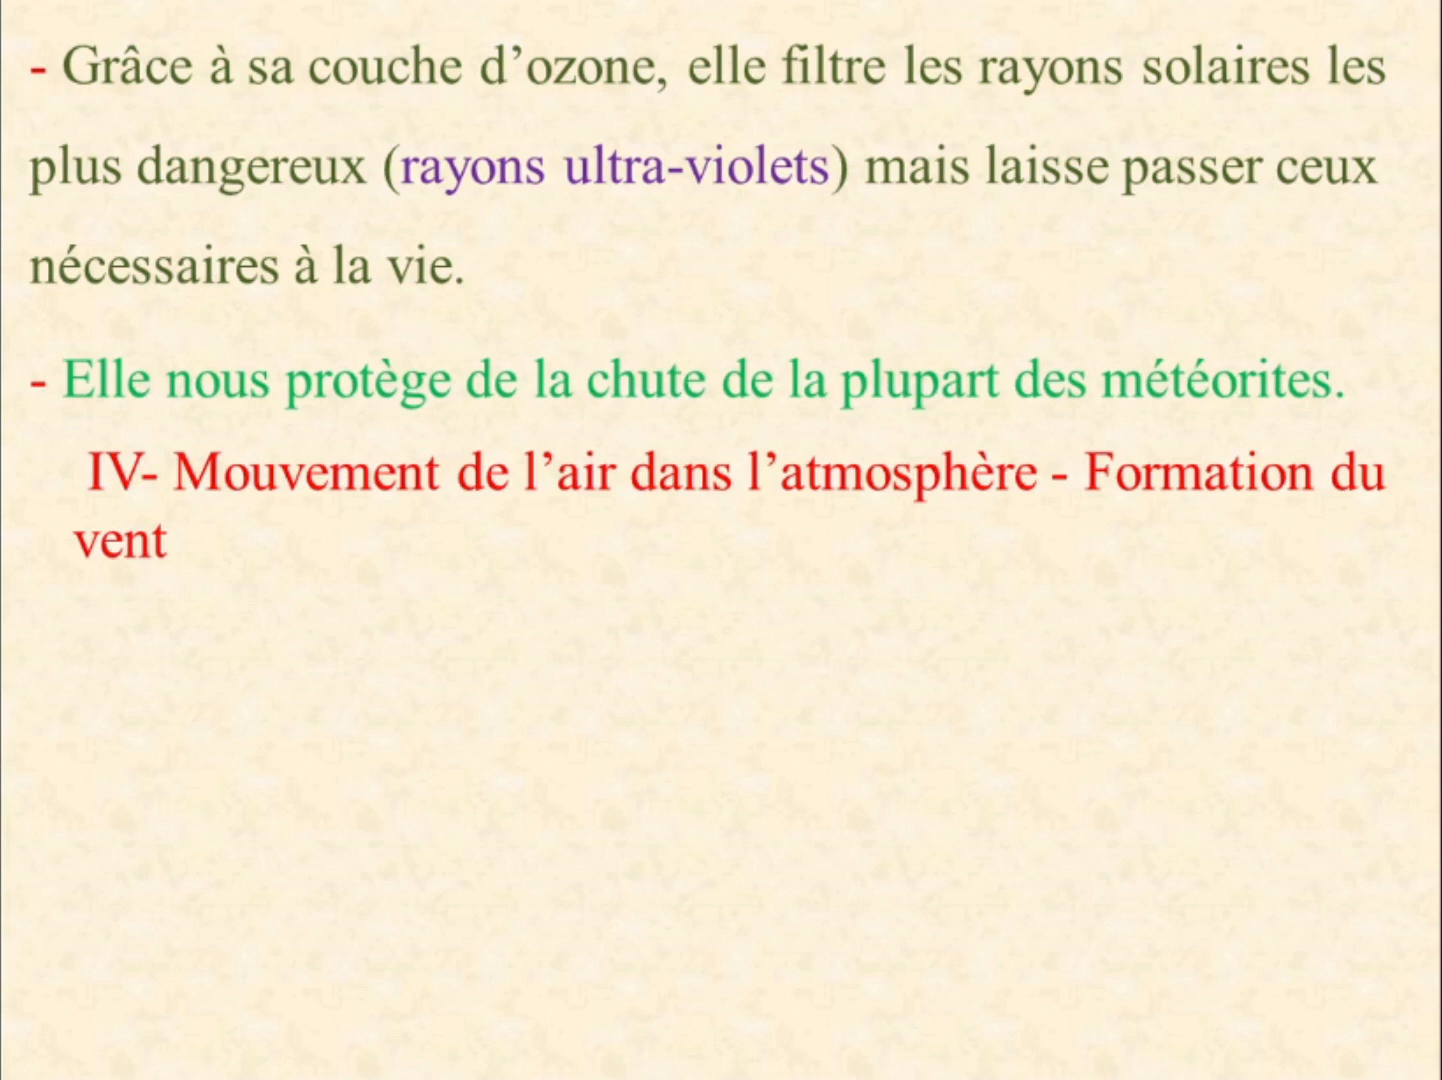 - Grâce à sa couche d’ozone, elle filtre les rayons solaires les
plus dangereux (rayons ultra-violets) mais laisse passer ceux
nécessaires à la vie.
- Elle nous protège de la chute de la plupart des météorites.
IV- Mouvement de l’air dans l’atmosphère - Formation du
vent